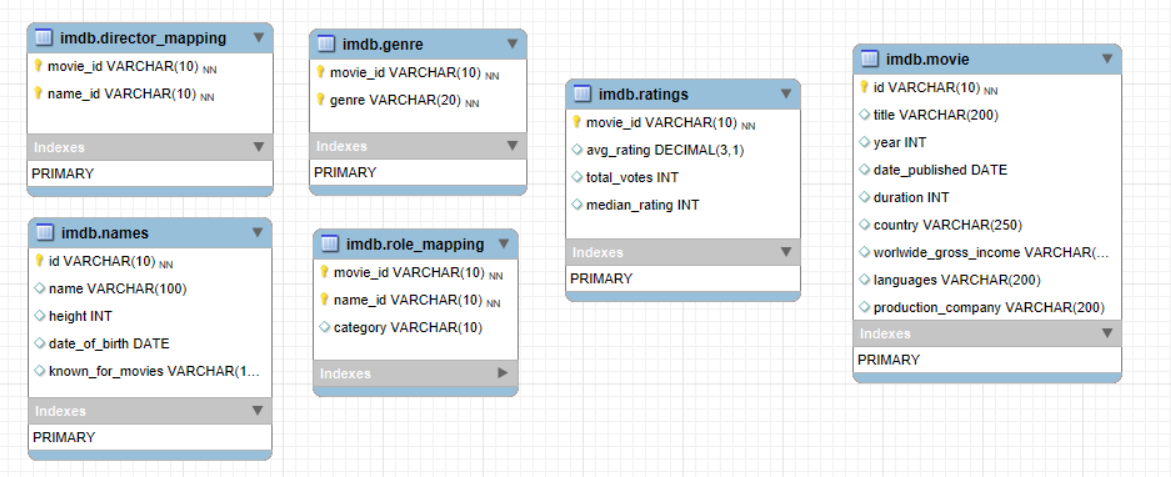 imdb.director_mapping
movie_id VARCHAR(10) NN
name_id VARCHAR(10) NN
Indexes
PRIMARY
imdb.names
id VARCHAR(10) NN
name VARCHAR(100)
height INT
date_of_birth DATE
known_for_movies VARCHAR(1...
Indexes
PRIMARY
imdb.genre
movie_id VARCHAR(10) NN
genre VARCHAR(20) NN
Indexes
PRIMARY
imdb.role_mapping
movie_id VARCHAR(10) NN
name_id VARCHAR(10) NN
category VARCHAR(10)
Indexes
imdb.ratings
movie_id VARCHAR(10) NN
avg_rating DECIMAL(3,1)
total_votes INT
median_rating INT
Indexes
PRIMARY
imdb.movie
id VARCHAR(10) NN
title VARCHAR(200)
year INT
date_published DATE
duration INT
country VARCHAR(250)
worlwide_gross_income VARCHAR(...
languages VARCHAR(200)
production_company VARCHAR(200)
Indexes
PRIMARY